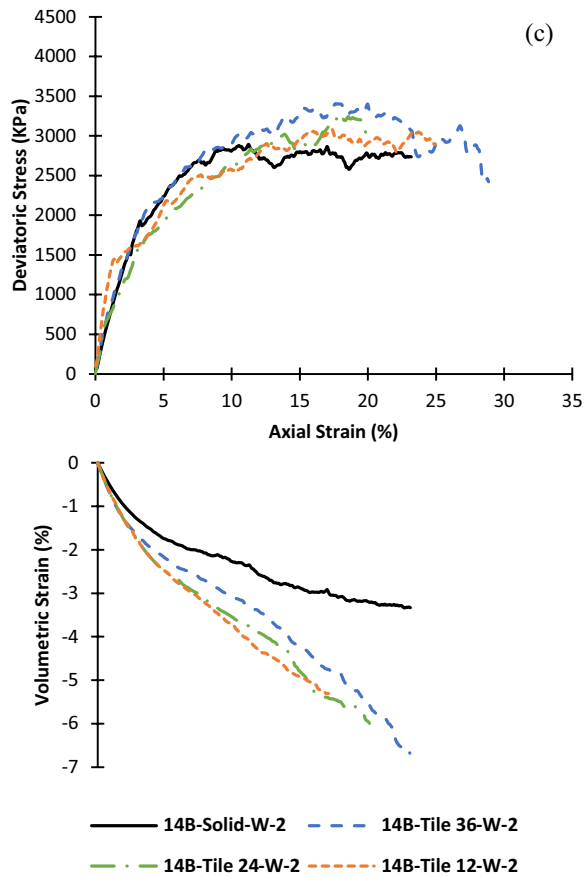 (c)
4500
4000
3500
3000
2500
2000
1500
1000
500
0
Deviatoric Stress (KPa)
0 5 10 15 20 25 30 35
Axial Strain (%)
0
-1
-2
-3
-4
-5
-6
-7
Volumetric Strain (%)
14B-Solid-W-2 14B-Tile 36-W-2
14B-Tile 24-W-2 14B-Tile 12-W-2